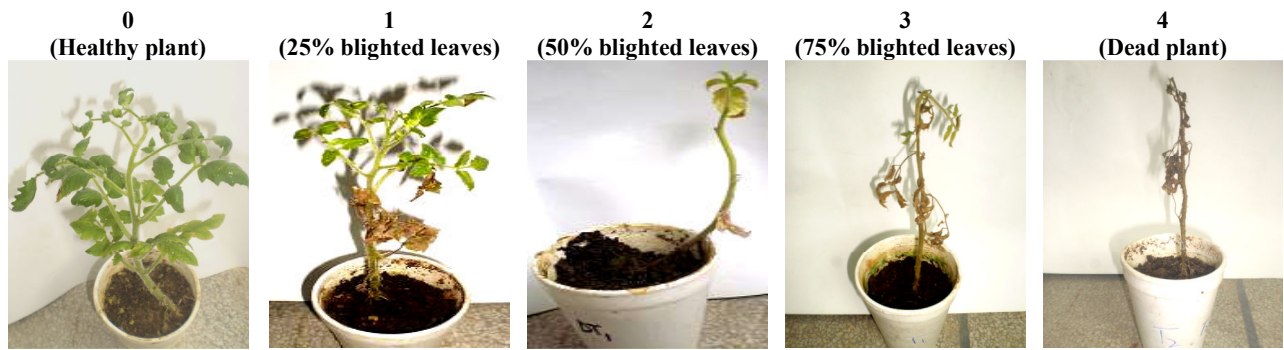 0
(Healthy plant)
1
(25% blighted leaves)
2
(50% blighted leaves)
3
(75% blighted leaves)
4
(Dead plant)